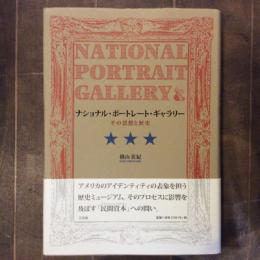 NATIONAL
PORTRAIT
GALLERY
ナショナル・ポートレート・ギャラリー
その思想と歴史
横山佐紀
アメリカのアイデンティティの表象を担う
歴史ミュージアム。そのプロセスに影響を
及ぼす「民間資本」への問い。